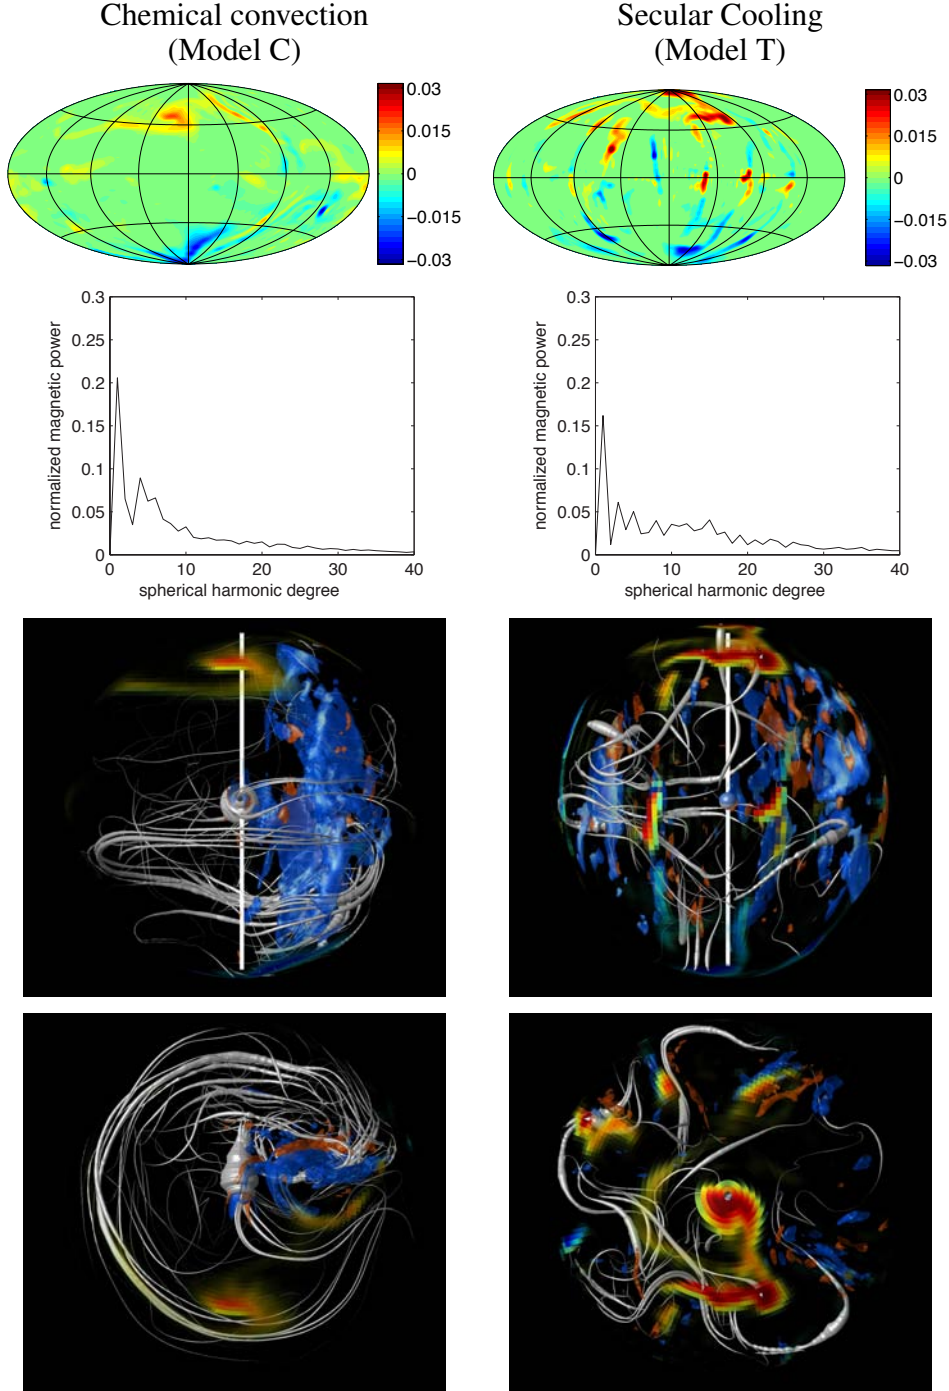 Chemical convection
(Model C)
Secular Cooling
(Model T)
0.03
0.015
0
−0.015
−0.03
0.03
0.015
0
−0.015
−0.03
0.3
0.25
0.2
0.15
0.1
0.05
0
normalized magnetic power
0 10 20 30 40
spherical harmonic degree
0.3
0.25
0.2
0.15
0.1
0.05
0
normalized magnetic power
0 10 20 30 40
spherical harmonic degree